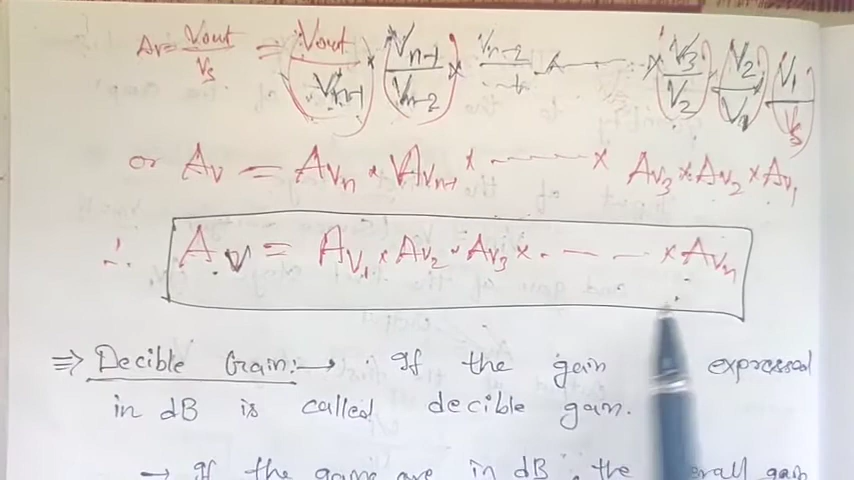 Av = Vout/Vs = (Vout/Vn-1) × (Vn-1/Vn-2) × Vn-2/ ×------× (V3/V2) × (V2/V1) (V1/Vs)
or Av = Avn × Avn-1 × ------ × Av3 × Av2 × Av1
∴ Av = Av1 × Av2 × Av3 × ---- × Avn
⇒ Decible Gain:→ If the gain expressed
in dB is called decible gain.
→ If the gains are in dB, the gain